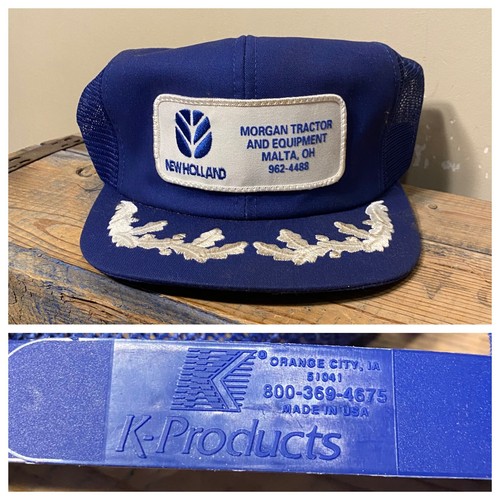 NEW HOLLAND
MORGAN TRACTOR
AND EQUIPMENT
MALTA, OH
962-4488
K®
ORANGE CITY, IA
51041
800-369-4675
MADE IN USA
K-Products